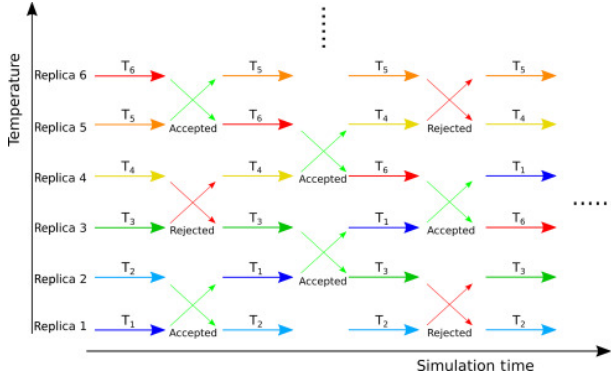 Temperature
Replica 6 T6 T5 T5 T5
Accepted Rejected
Replica 5 T5 T6 T4 T4
Accepted
Replica 4 T4 T4 T6 T1
Rejected Accepted
Replica 3 T3 T3 T1 T6
Accepted
Replica 2 T2 T1 T3 T3
Accepted Rejected
Replica 1 T1 T2 T2 T2
Simulation time